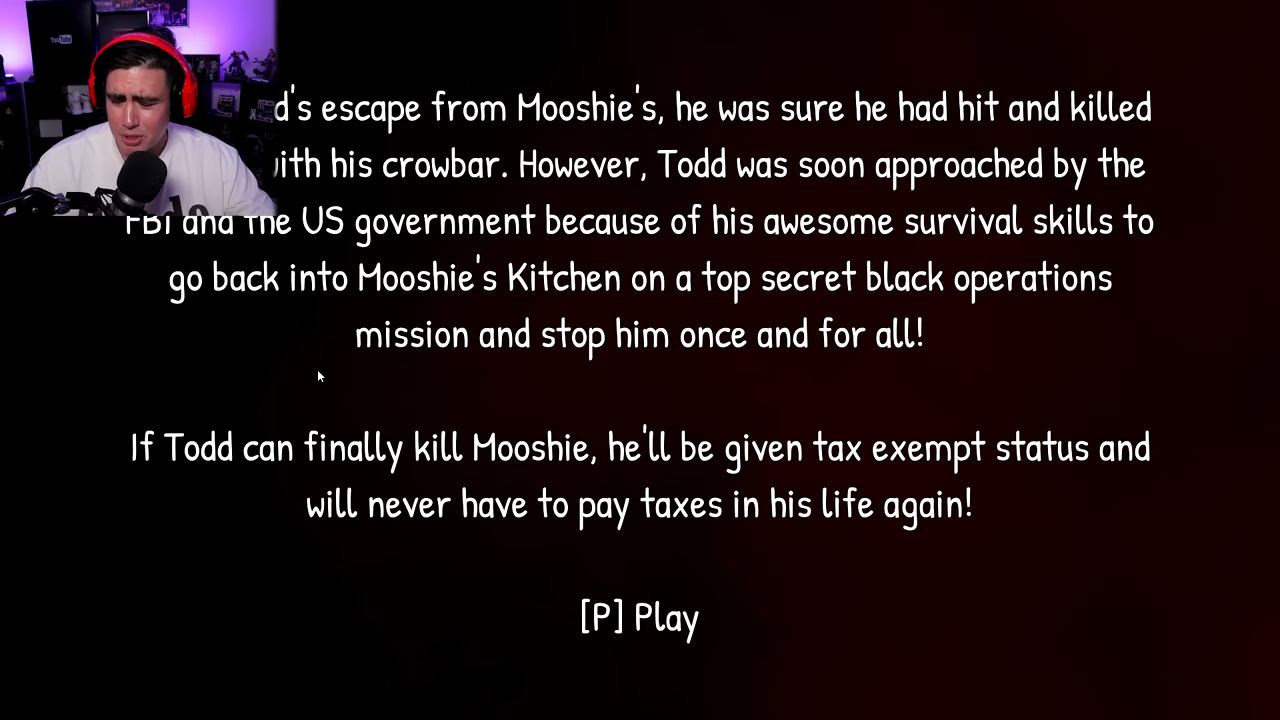 YouTube
d's escape from Mooshie's, he was sure he had hit and killed
with his crowbar. However, Todd was soon approached by the
FBI and the US government because of his awesome survival skills to
go back into Mooshie's Kitchen on a top secret black operations
mission and stop him once and for all!
If Todd can finally kill Mooshie, he'll be given tax exempt status and
will never have to pay taxes in his life again!
[P] Play